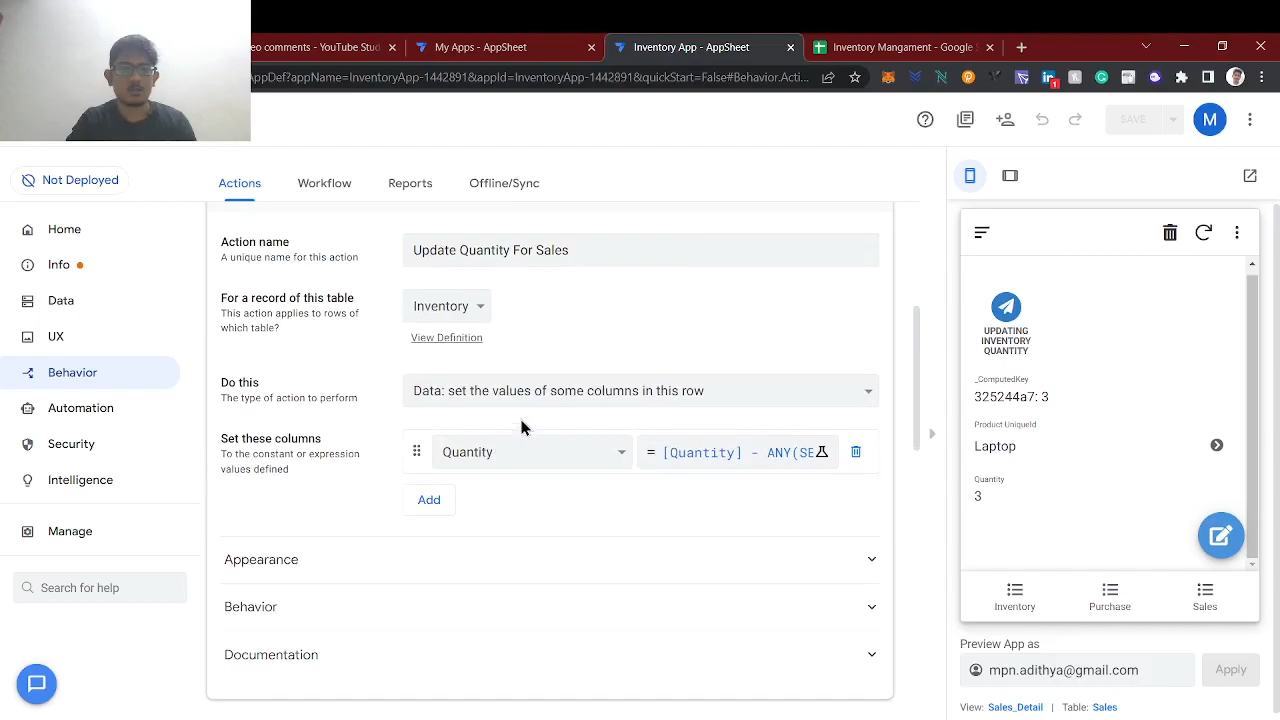 eo comments - YouTube Stud
My Apps - AppSheet
Inventory App - AppSheet
Inventory Mangament - Google S
AppDef?appName=InventoryApp-1442891&appId=InventoryApp-1442891&quickStart=False#Behavior.Acti...
SAVE
M
Not Deployed
Actions
Workflow
Reports
Offline/Sync
Home
Info
Data
UX
Behavior
Automation
Security
Intelligence
Manage
Search for help
Action name
A unique name for this action
Update Quantity For Sales
For a record of this table
This action applies to rows of
which table?
Inventory
View Definition
Do this
The type of action to perform
Data: set the values of some columns in this row
Set these columns
To the constant or expression
values defined
Quantity
= [Quantity] - ANY(SE
Add
Appearance
Behavior
Documentation
UPDATING
INVENTORY
QUANTITY
_ComputedKey
325244a7: 3
Product UniqueId
Laptop
Quantity
3
Inventory
Purchase
Sales
Preview App as
mpn.adithya@gmail.com
Apply
View: Sales_Detail | Table: Sales